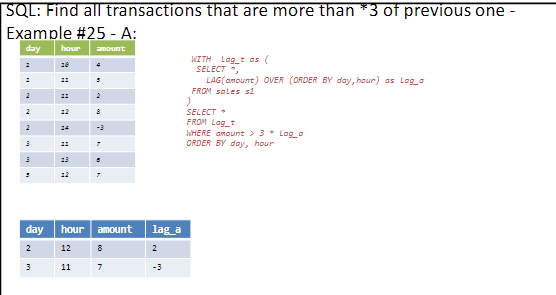 SQL: Find all transactions that are more than *3 of previous one -
Example #25 - A:
day hour amount
1 10 4
1 11 5
2 11 2
2 12 8
2 14 -3
3 11 7
3 13 8
5 12 7
WITH Lag_t as (
SELECT *,
LAG(amount) OVER (ORDER BY day,hour) as Lag_a
FROM sales s1
)
SELECT *
FROM Lag_t
WHERE amount > 3 * Lag_a
ORDER BY day, hour
day hour amount lag_a
2 12 8 2
3 11 7 -3